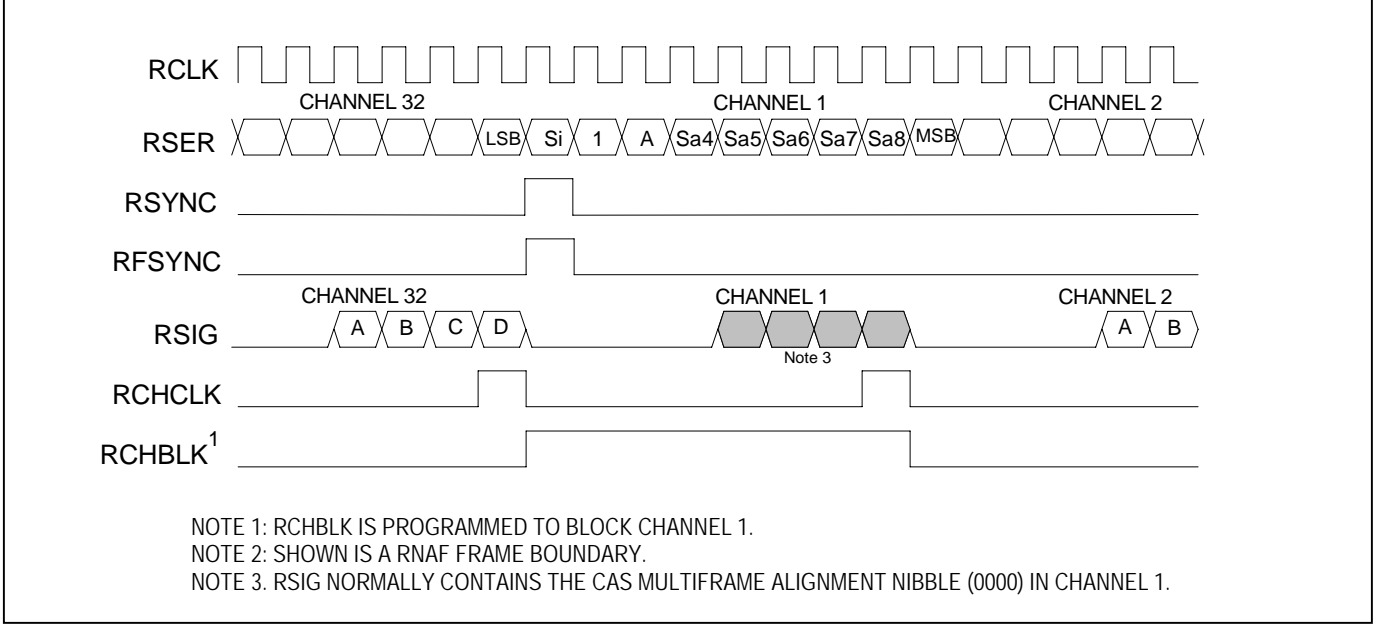 RCLK
CHANNEL 32 CHANNEL 1 CHANNEL 2
RSER LSB Si 1 A Sa4 Sa5 Sa6 Sa7 Sa8 MSB
RSYNC
RFSYNC
CHANNEL 32 CHANNEL 1 CHANNEL 2
RSIG A B C D A B
Note 3
RCHCLK
RCHBLK1
NOTE 1: RCHBLK IS PROGRAMMED TO BLOCK CHANNEL 1.
NOTE 2: SHOWN IS A RNAF FRAME BOUNDARY.
NOTE 3. RSIG NORMALLY CONTAINS THE CAS MULTIFRAME ALIGNMENT NIBBLE (0000) IN CHANNEL 1.